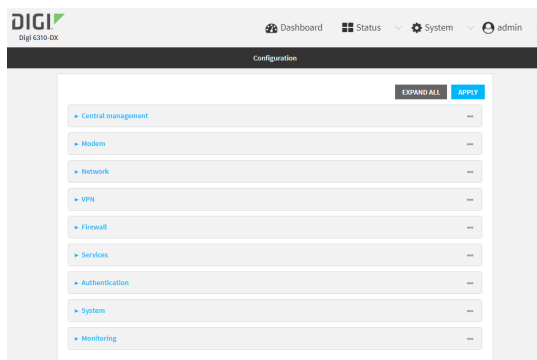 DIGI
Digi 6310-DX
Dashboard Status System admin
Configuration
EXPAND ALL APPLY
Central management
Modem
Network
VPN
Firewall
Services
Authentication
System
Monitoring